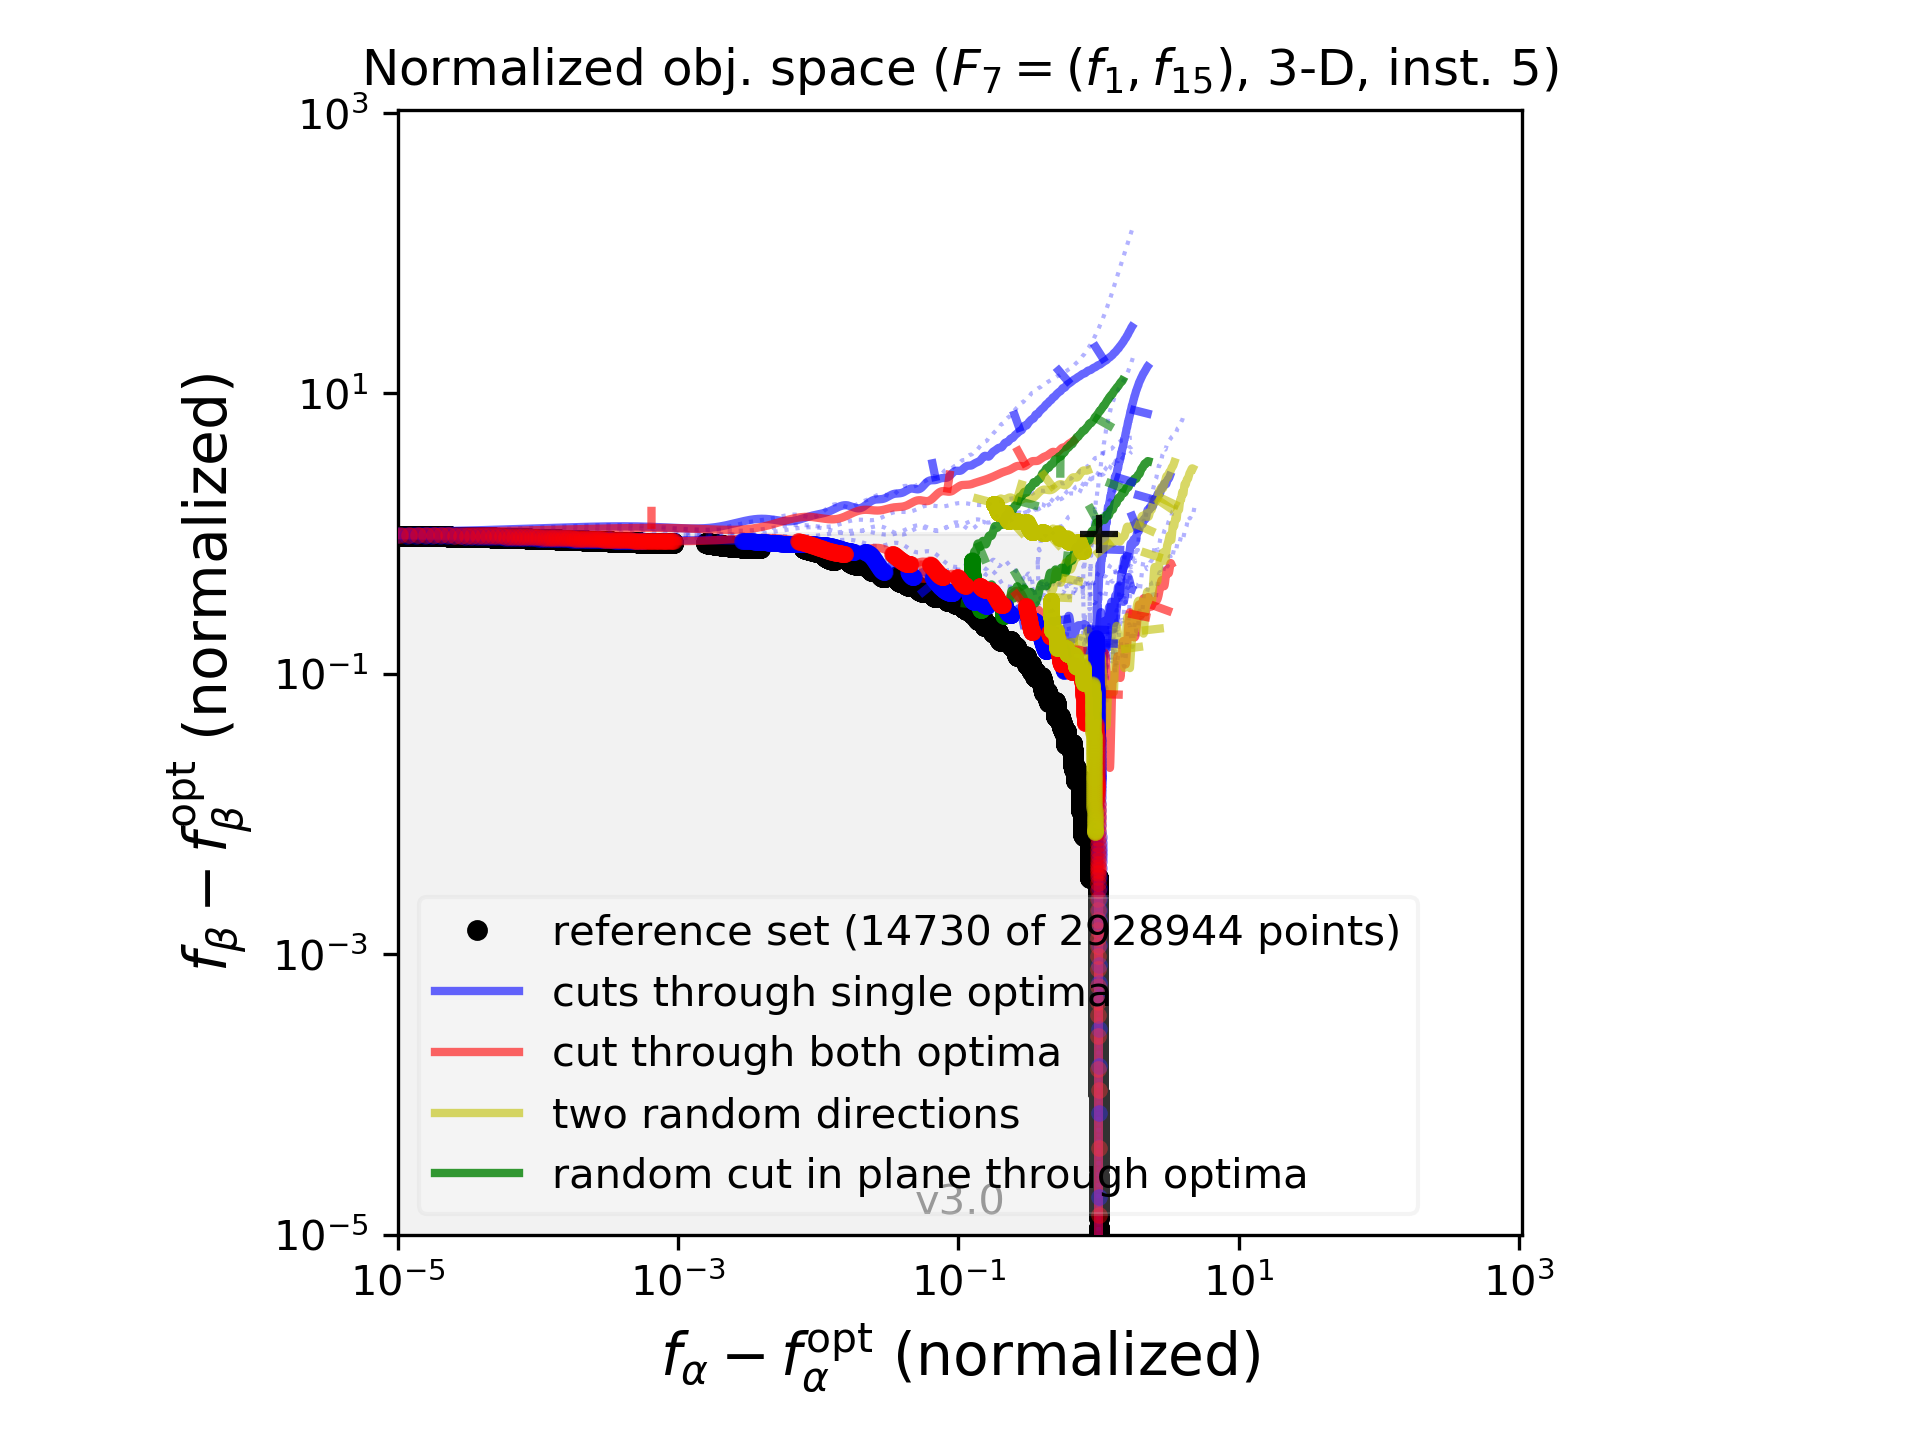 Normalized obj. space (F₇ = (f₁, f₁₅), 3-D, inst. 5)
f_β − f_β^opt (normalized)
10³
10¹
10⁻¹
10⁻³
10⁻⁵
reference set (14730 of 2928944 points)
cuts through single optima
cut through both optima
two random directions
random cut in plane through optima
v3.0
10⁻⁵
10⁻³
10⁻¹
10¹
10³
f_α − f_α^opt (normalized)